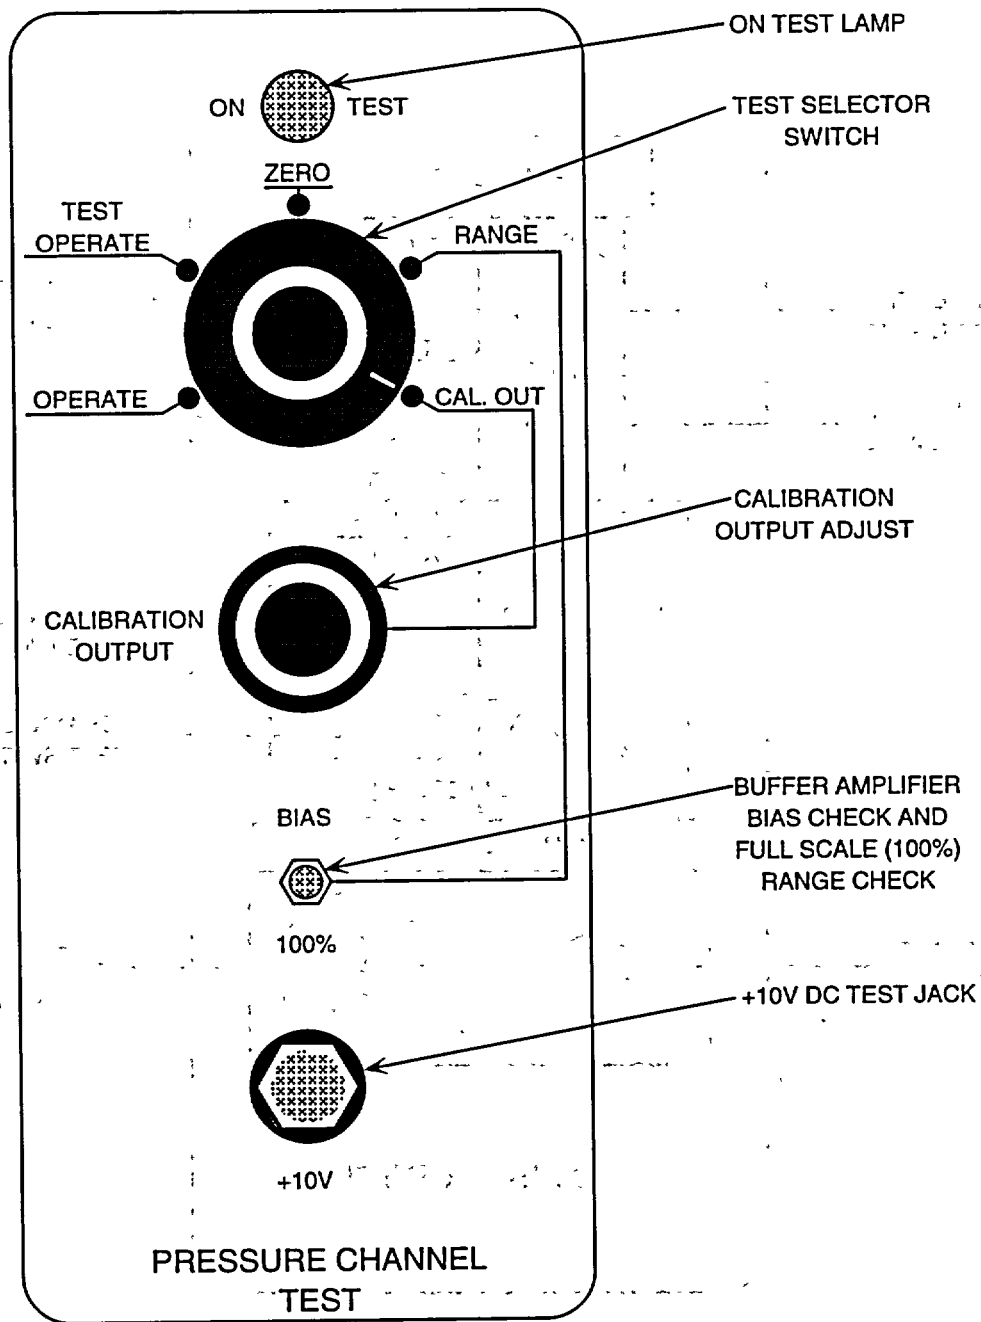 ON TEST LAMP
ON TEST
TEST SELECTOR
SWITCH
ZERO
TEST
OPERATE
RANGE
OPERATE
CAL. OUT
CALIBRATION
OUTPUT ADJUST
CALIBRATION
OUTPUT
BUFFER AMPLIFIER
BIAS CHECK AND
FULL SCALE (100%)
RANGE CHECK
BIAS
100%
+10V DC TEST JACK
+10V
PRESSURE CHANNEL
TEST